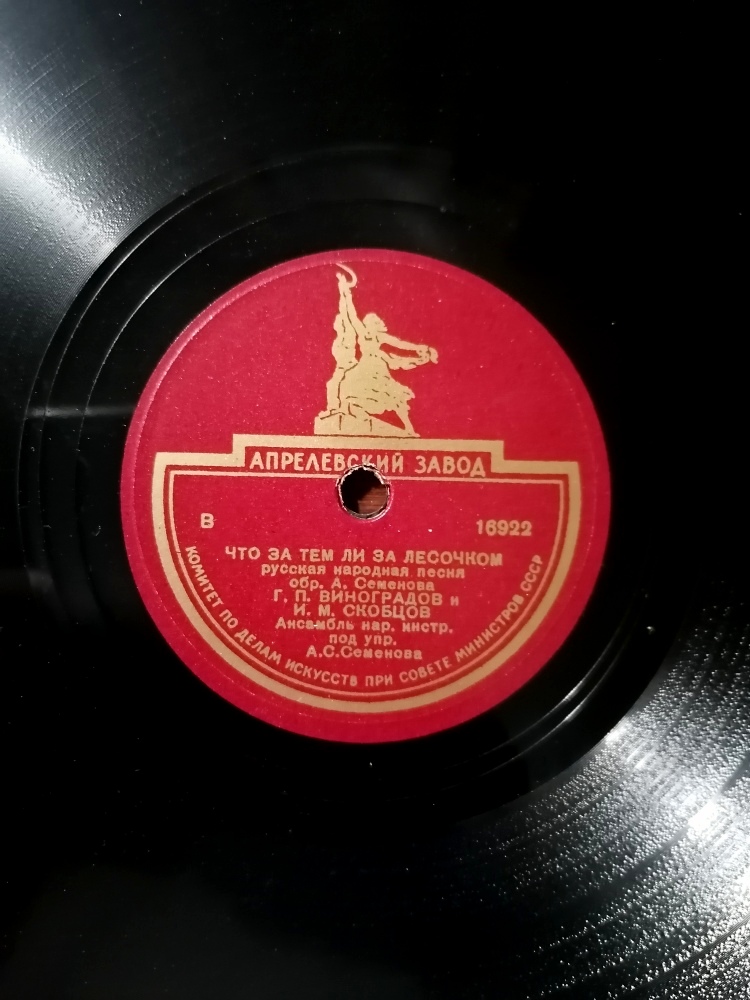 АПРЕЛЕВСКИЙ ЗАВОД
В 16922
ЧТО ЗА ТЕМ ЛИ ЗА ЛЕСОЧКОМ
русская народная песня
обр. А. Семенова
Г. П. ВИНОГРАДОВ и
И. М. СКОБЦОВ
Ансамбль нар. инстр.
под упр.
А.С.Семенова
КОМИТЕТ ПО ДЕЛАМ ИСКУССТВ ПРИ СОВЕТЕ МИНИСТРОВ СССР